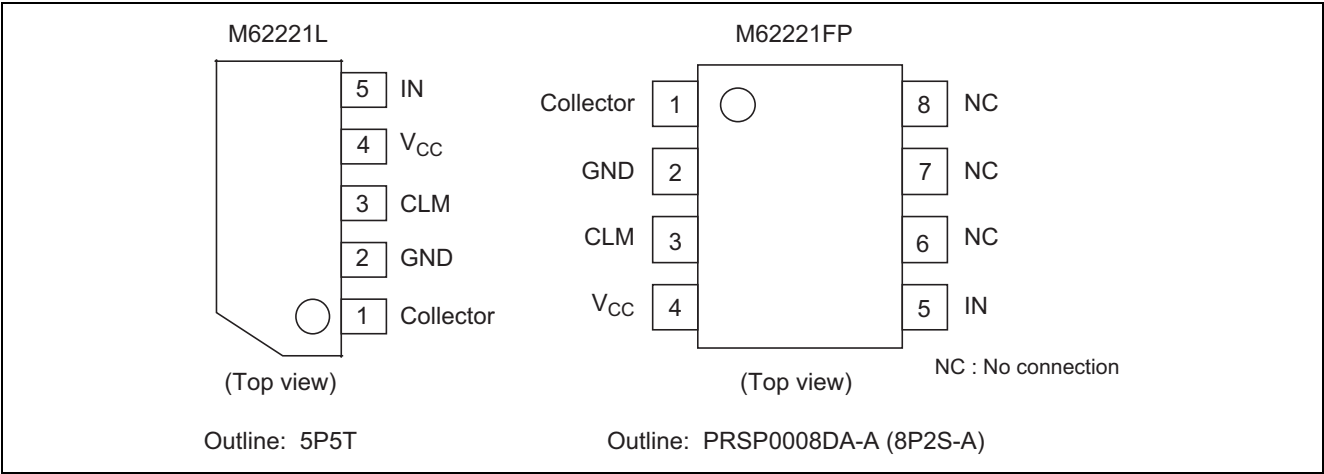 M62221L
5 IN
4 VCC
3 CLM
2 GND
1 Collector
(Top view)
Outline: 5P5T
M62221FP
Collector 1 8 NC
GND 2 7 NC
CLM 3 6 NC
VCC 4 5 IN
NC : No connection
(Top view)
Outline: PRSP0008DA-A (8P2S-A)